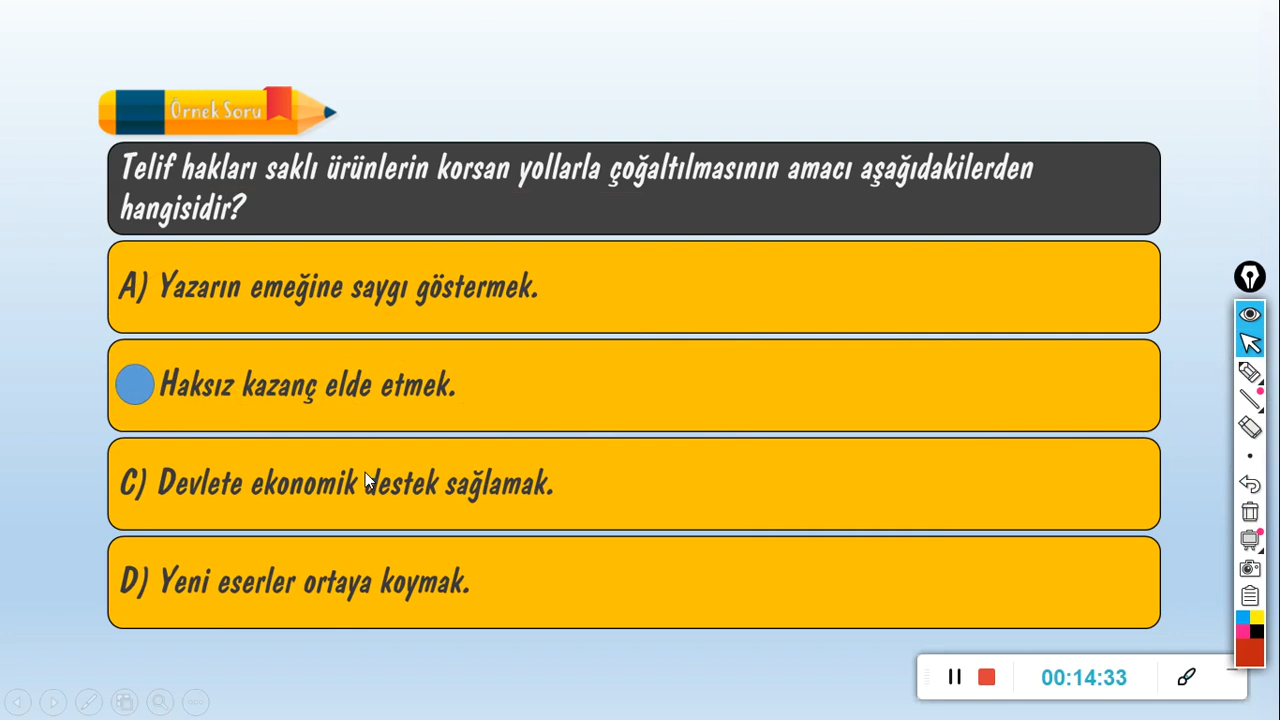 Örnek Soru
Telif hakları saklı ürünlerin korsan yollarla çoğaltılmasının amacı aşağıdakilerden
hangisidir?
A) Yazarın emeğine saygı göstermek.
Haksız kazanç elde etmek.
C) Devlete ekonomik destek sağlamak.
D) Yeni eserler ortaya koymak.
00:14:33